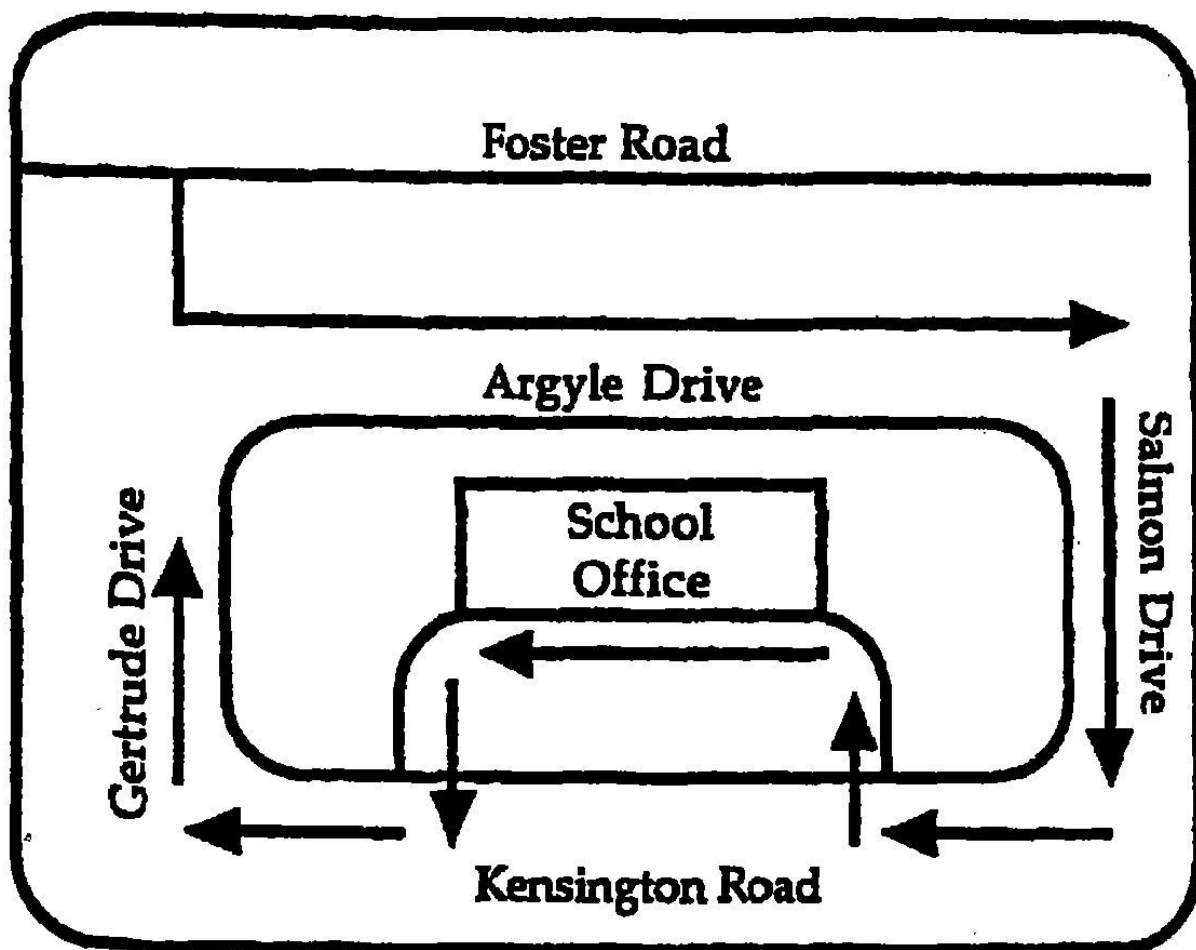 Foster Road
Argyle Drive
School
Office
Gertrude Drive
Salmon Drive
Kensington Road